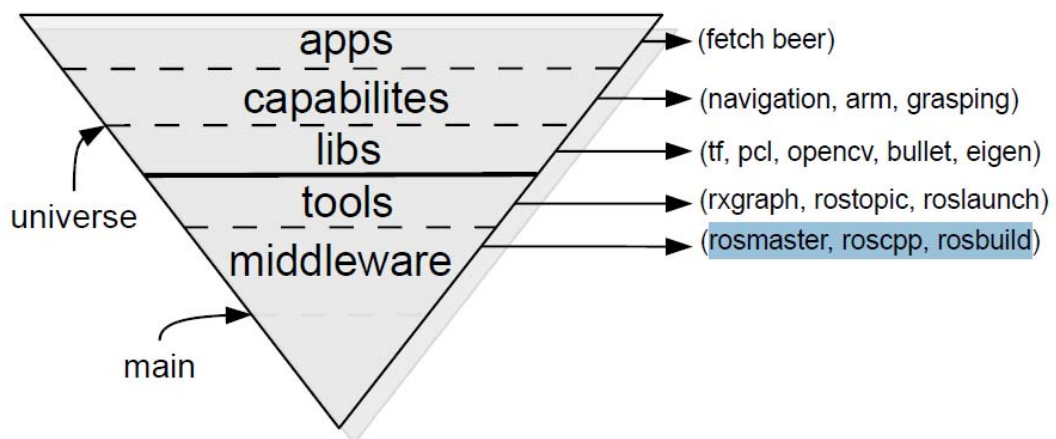 apps
(fetch beer)
capabilites
(navigation, arm, grasping)
libs
(tf, pcl, opencv, bullet, eigen)
universe
tools
(rxgraph, rostopic, roslaunch)
middleware
(rosmaster, roscpp, rosbuild)
main